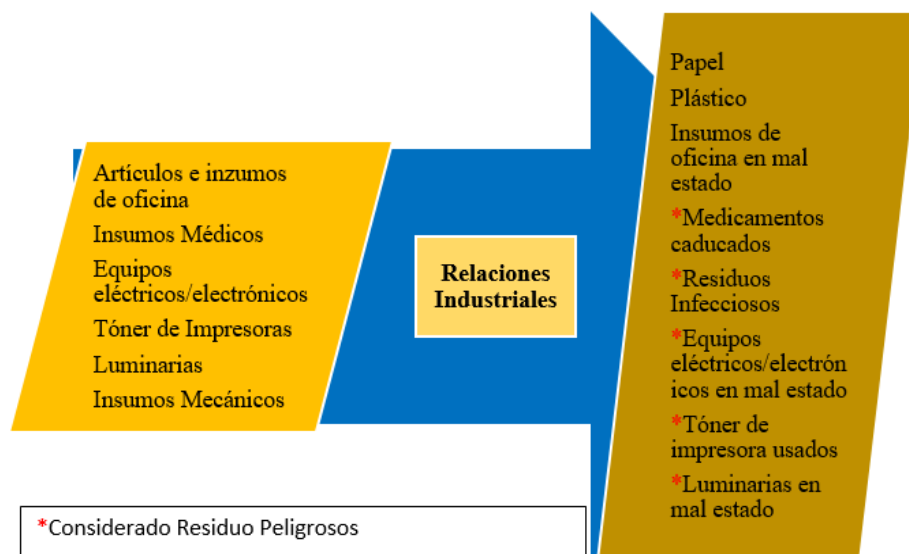 Artículos e inzumos
de oficina
Insumos Médicos
Equipos
eléctricos/electrónicos
Tóner de Impresoras
Luminarias
Insumos Mecánicos
Relaciones
Industriales
Papel
Plástico
Insumos de
oficina en mal
estado
*Medicamentos
caducados
*Residuos
Infecciosos
*Equipos
eléctricos/electrón
icos en mal estado
*Tóner de
impresora usados
*Luminarias en
mal estado
*Considerado Residuo Peligrosos